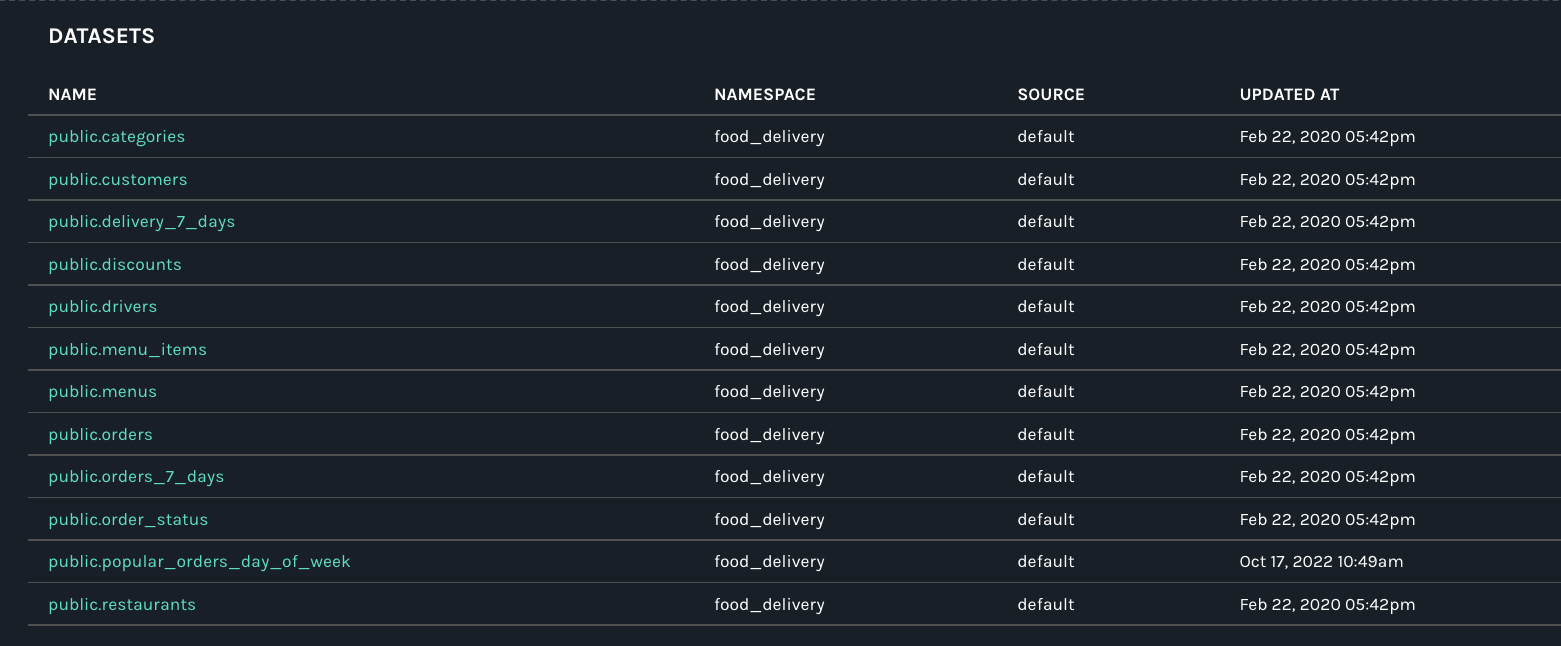 DATASETS
NAME NAMESPACE SOURCE UPDATED AT
public.categories food_delivery default Feb 22, 2020 05:42pm
public.customers food_delivery default Feb 22, 2020 05:42pm
public.delivery_7_days food_delivery default Feb 22, 2020 05:42pm
public.discounts food_delivery default Feb 22, 2020 05:42pm
public.drivers food_delivery default Feb 22, 2020 05:42pm
public.menu_items food_delivery default Feb 22, 2020 05:42pm
public.menus food_delivery default Feb 22, 2020 05:42pm
public.orders food_delivery default Feb 22, 2020 05:42pm
public.orders_7_days food_delivery default Feb 22, 2020 05:42pm
public.order_status food_delivery default Feb 22, 2020 05:42pm
public.popular_orders_day_of_week food_delivery default Oct 17, 2022 10:49am
public.restaurants food_delivery default Feb 22, 2020 05:42pm